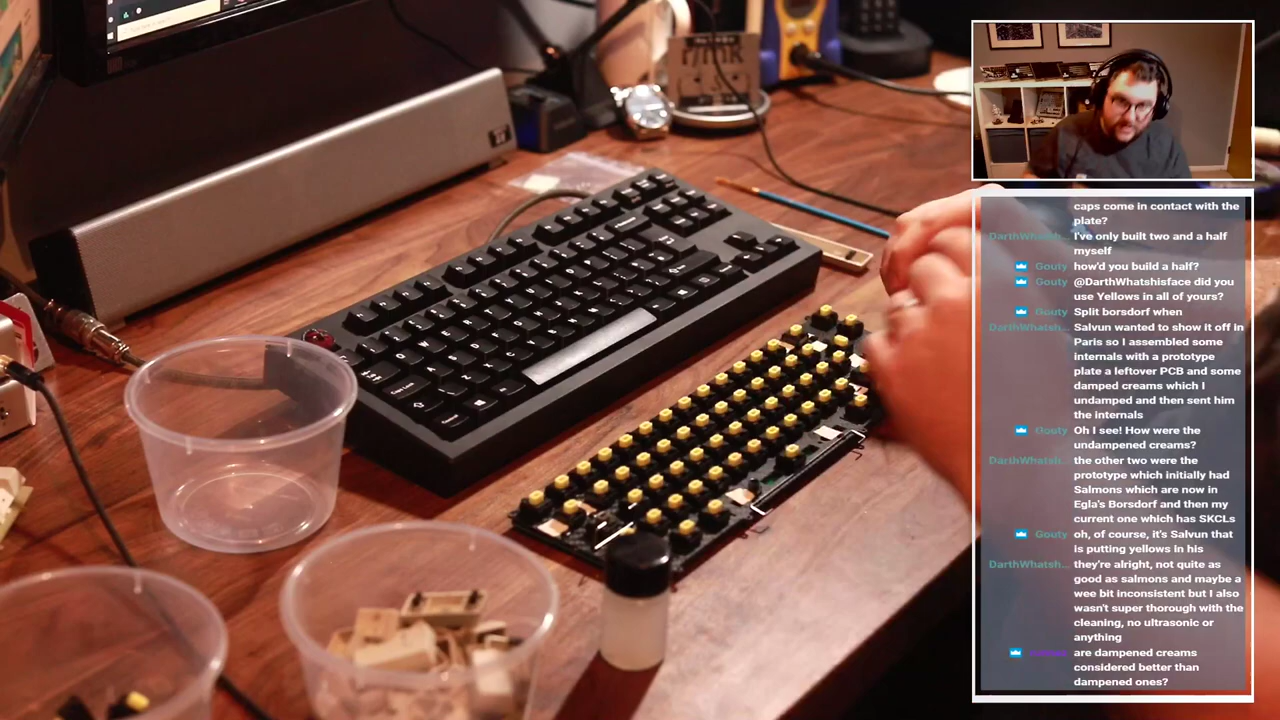 caps come in contact with the
plate?
DarthWhatsh... I've only built two and a half
myself
Gouty how'd you build a half?
Gouty @DarthWhatshisface did you
use Yellows in all of yours?
Gouty Split borsdorf when
DarthWhatsh... Salvun wanted to show it off in
Paris so I assembled some
internals with a prototype
plate a leftover PCB and some
damped creams which I
undamped and then sent him
the internals
Gouty Oh I see! How were the
undampened creams?
DarthWhatsh... the other two were the
prototype which initially had
Salmons which are now in
Egla's Borsdorf and then my
current one which has SKCLs
Gouty oh, of course, it's Salvun that
is putting yellows in his
DarthWhatsh... they're alright, not quite as
good as salmons and maybe a
wee bit inconsistent but I also
wasn't super thorough with the
cleaning, no ultrasonic or
anything
are dampened creams
considered better than
dampened ones?